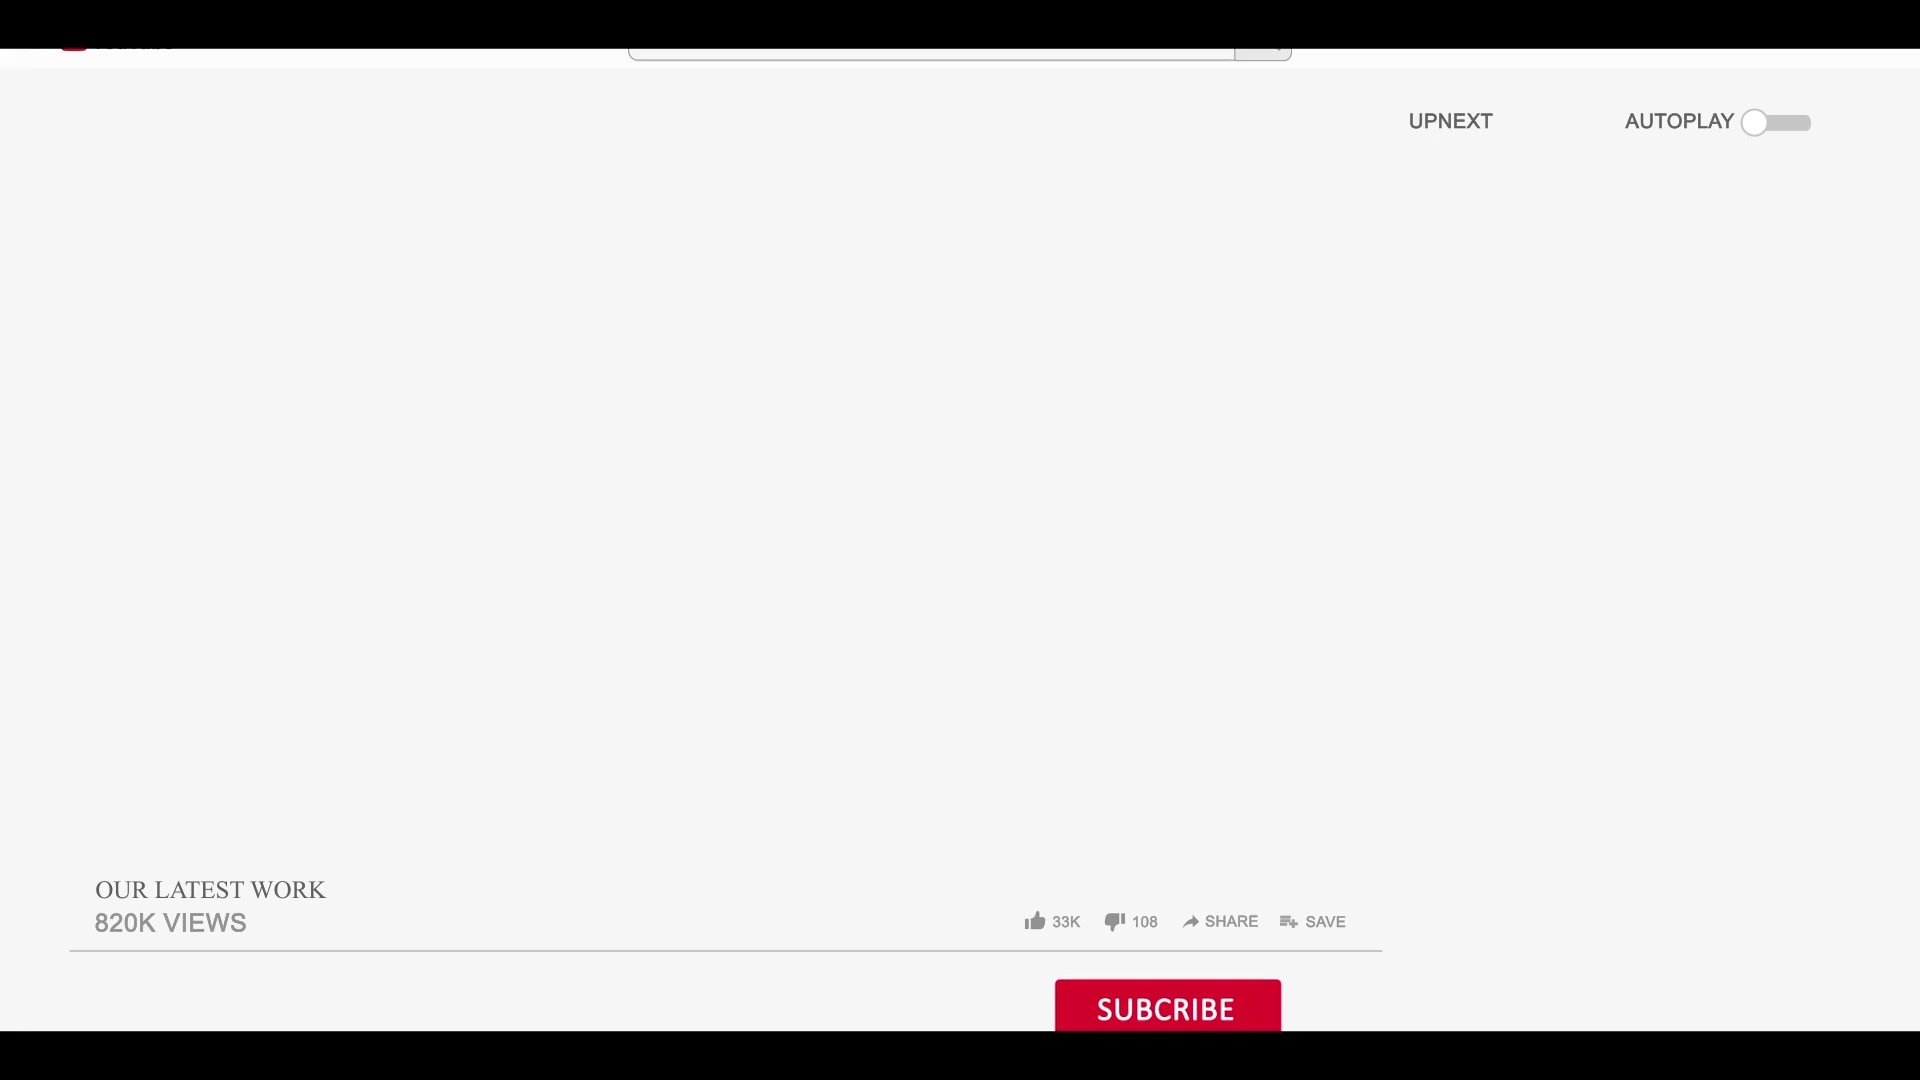 UPNEXT
AUTOPLAY
OUR LATEST WORK
820K VIEWS
33K
108
SHARE
SAVE
SUBCRIBE